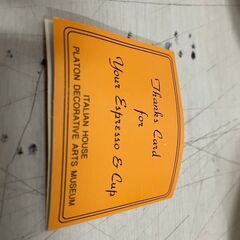 Thanks Card
for
Your Espresso & Cup
ITALIAN HOUSE
PLATON DECORATIVE ARTS MUSEUM